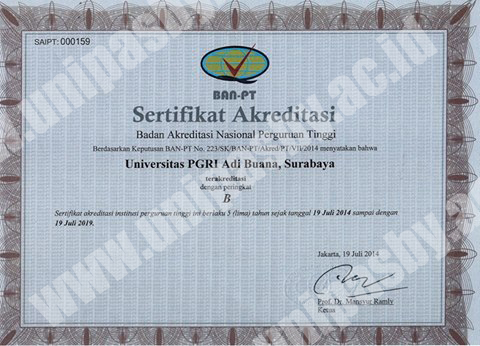 SAIPT: 000159
BAN-PT
Sertifikat Akreditasi
Badan Akreditasi Nasional Perguruan Tinggi
Berdasarkan Keputusan BAN-PT No. 223/SK/BAN-PT/Akred/PT/VII/2014 menyatakan bahwa
Universitas PGRI Adi Buana, Surabaya
terakreditasi
dengan peringkat
B
Sertifikat akreditasi institusi perguruan tinggi ini berlaku 5 (lima) tahun sejak tanggal 19 Juli 2014 sampai dengan
19 Juli 2019.
Jakarta, 19 Juli 2014
Prof. Dr. Mansyur Ramly
Ketua
www.unipasby.ac.id